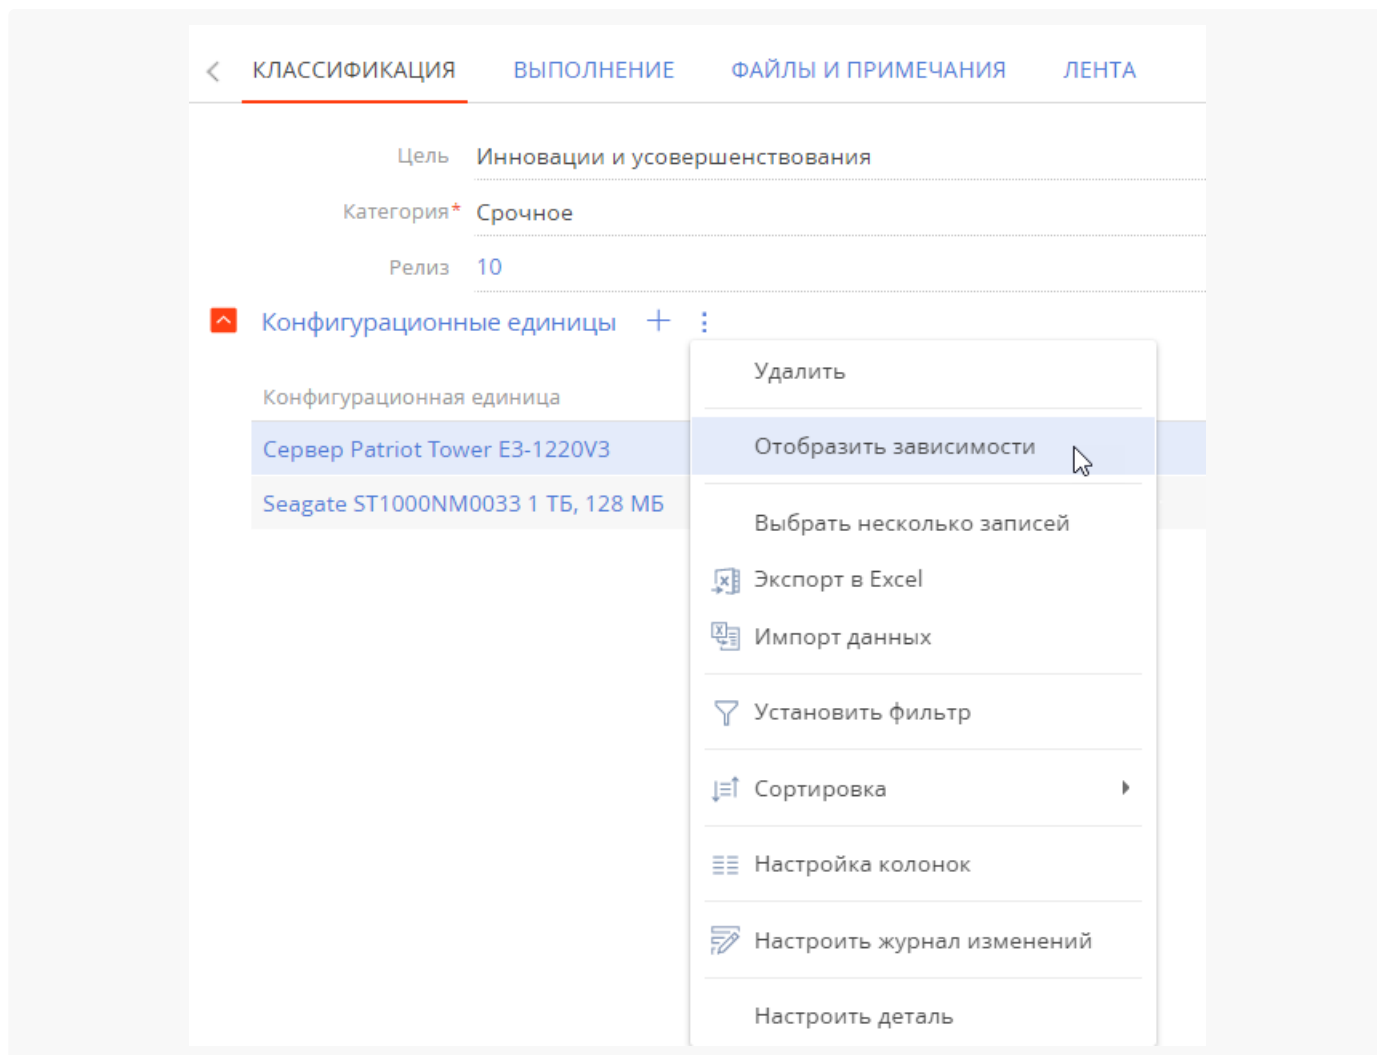 КЛАССИФИКАЦИЯ ВЫПОЛНЕНИЕ ФАЙЛЫ И ПРИМЕЧАНИЯ ЛЕНТА
Цель Инновации и усовершенствования
Категория* Срочное
Релиз 10
Конфигурационные единицы
Конфигурационная единица
Сервер Patriot Tower E3-1220V3
Seagate ST1000NM0033 1 ТБ, 128 МБ
Удалить
Отобразить зависимости
Выбрать несколько записей
Экспорт в Excel
Импорт данных
Установить фильтр
Сортировка
Настройка колонок
Настроить журнал изменений
Настроить деталь